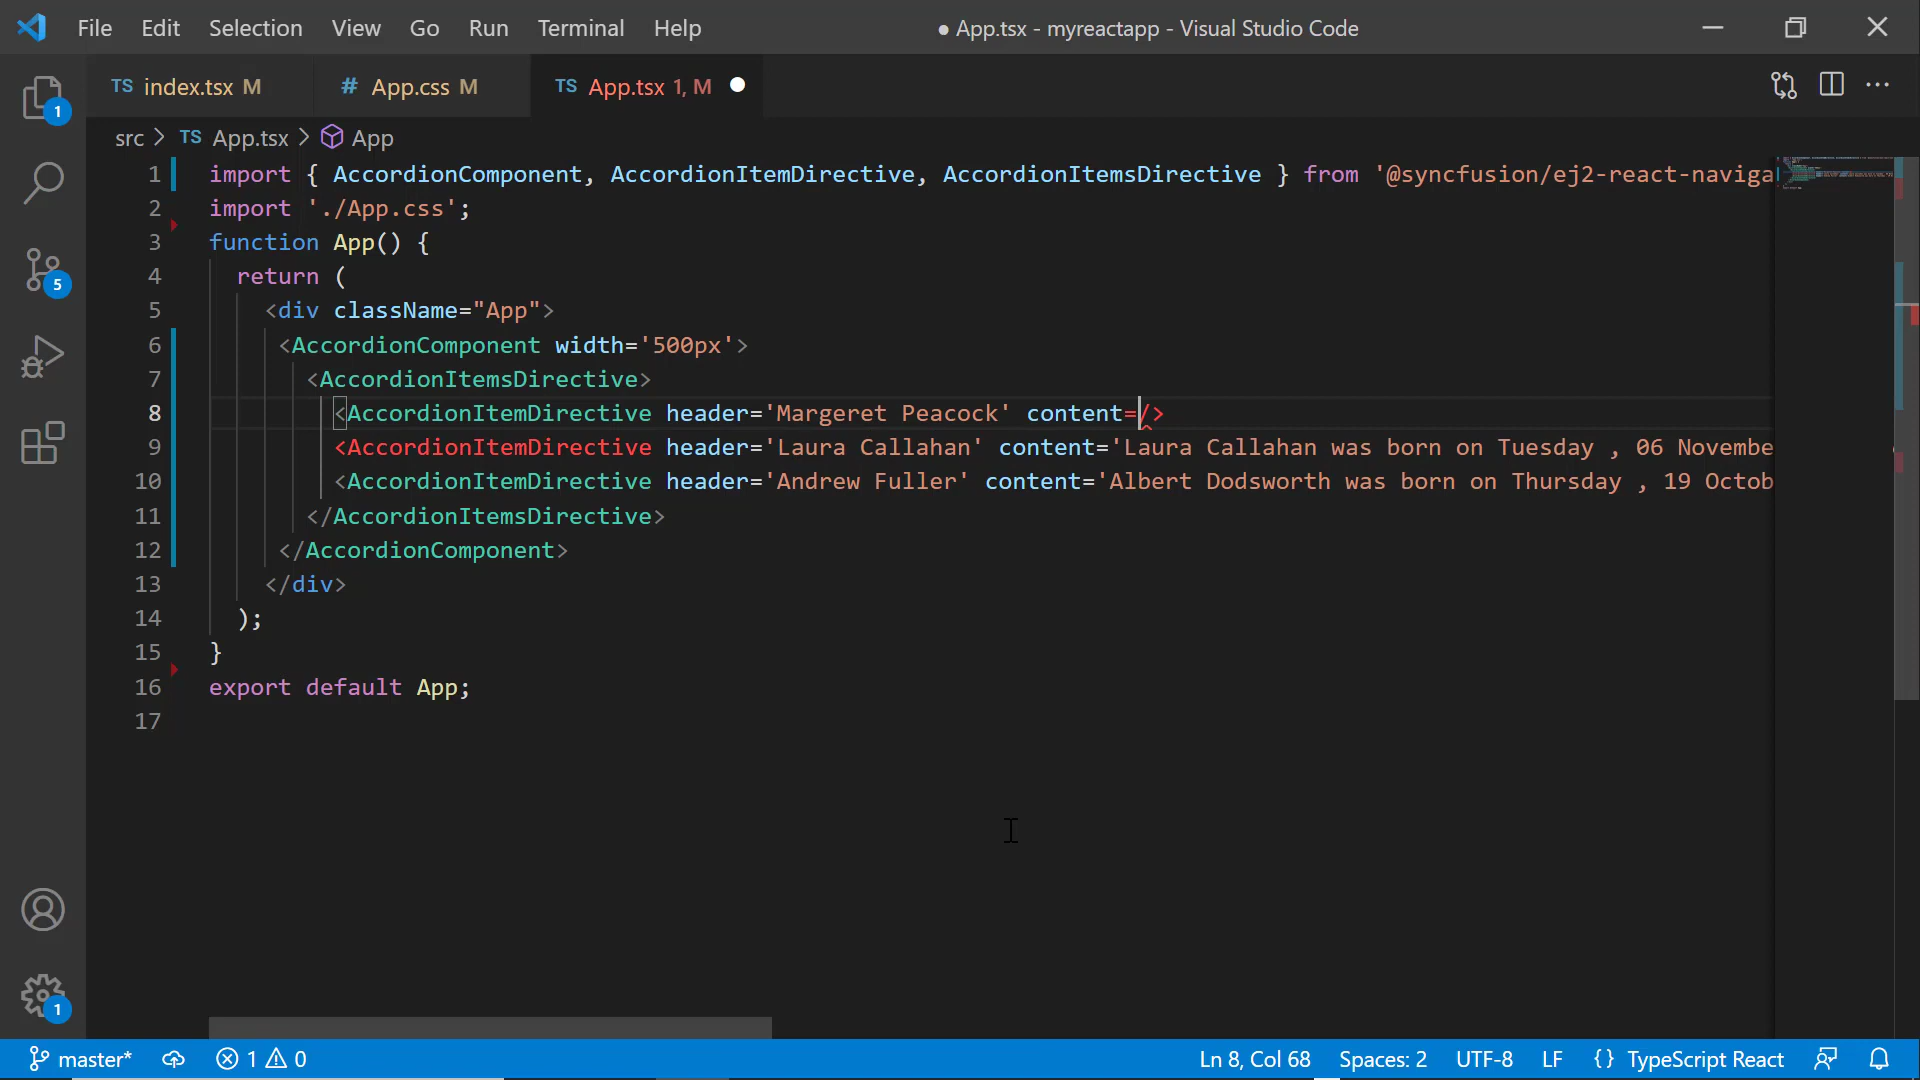 File Edit Selection View Go Run Terminal Help ● App.tsx - myreactapp - Visual Studio Code
TS index.tsx M # App.css M TS App.tsx 1, M
1
src > TS App.tsx > App
1 import { AccordionComponent, AccordionItemDirective, AccordionItemsDirective } from '@syncfusion/ej2-react-naviga
2 import './App.css';
3 function App() {
4 return (
5
5 <div className="App">
6 <AccordionComponent width='500px'>
7 <AccordionItemsDirective>
8 <AccordionItemDirective header='Margeret Peacock' content=/>
9 <AccordionItemDirective header='Laura Callahan' content='Laura Callahan was born on Tuesday , 06 Novembe
10 <AccordionItemDirective header='Andrew Fuller' content='Albert Dodsworth was born on Thursday , 19 Octob
11 </AccordionItemsDirective>
12 </AccordionComponent>
13 </div>
14 );
15 }
16 export default App;
17
1
master* 1 0 Ln 8, Col 68 Spaces: 2 UTF-8 LF {} TypeScript React